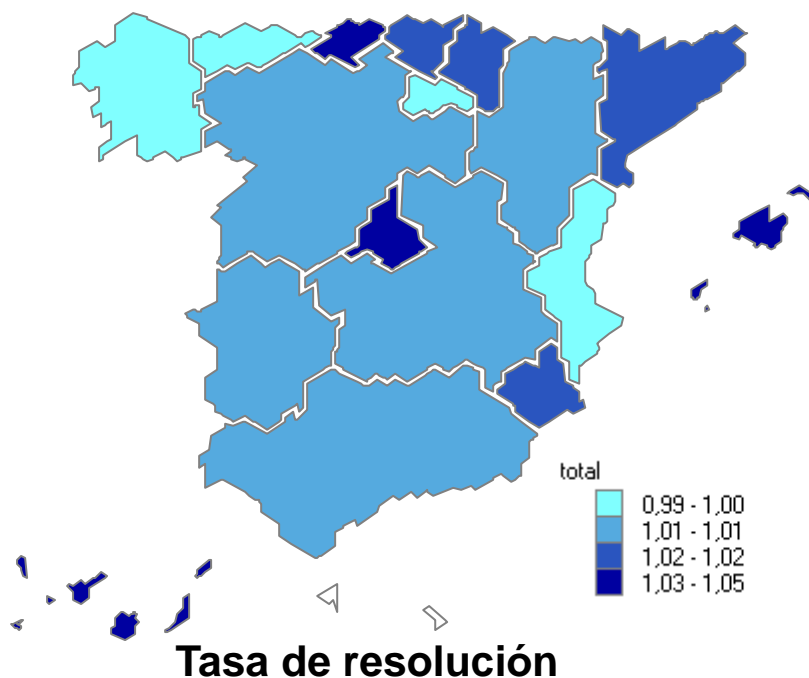 total
0,99 - 1,00
1,01 - 1,01
1,02 - 1,02
1,03 - 1,05
Tasa de resolución